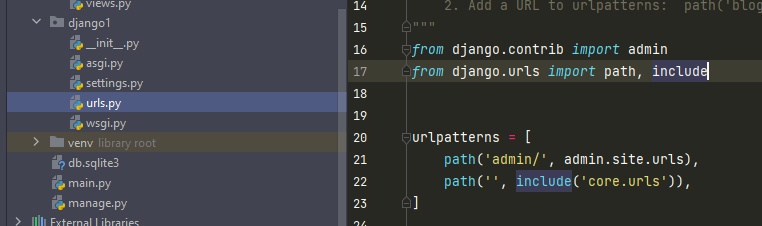 views.py
django1
__init__.py
asgi.py
settings.py
urls.py
wsgi.py
venv library root
db.sqlite3
main.py
manage.py
External Libraries
14 2. Add a URL to urlpatterns: path('blog
15 """
16 from django.contrib import admin
17 from django.urls import path, include
18
19
20 urlpatterns = [
21 path('admin/', admin.site.urls),
22 path('', include('core.urls')),
23 ]
24